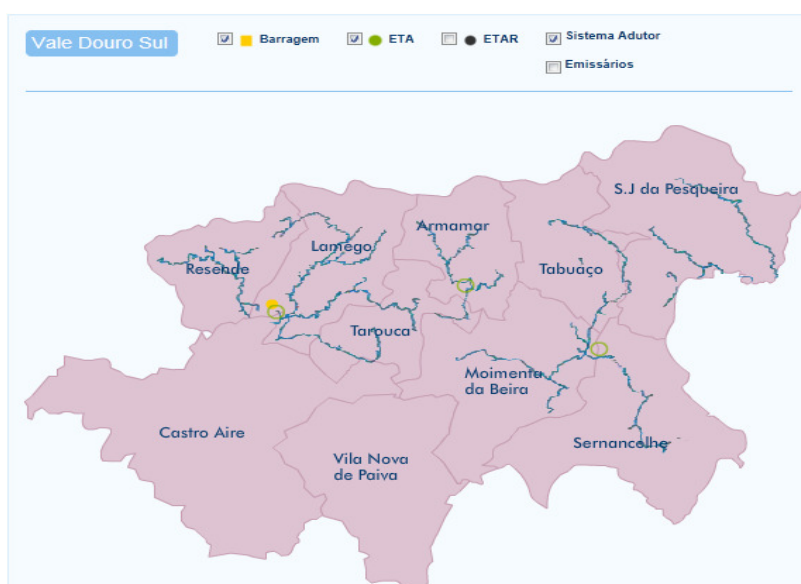 Vale Douro Sul
Barragem
ETA
ETAR
Sistema Adutor
Emissários
S.J da Pesqueira
Armamar
Lamego
Resende
Tabuaço
Tarouca
Moimenta
da Beira
Castro Aire
Sernancelhe
Vila Nova
de Paiva